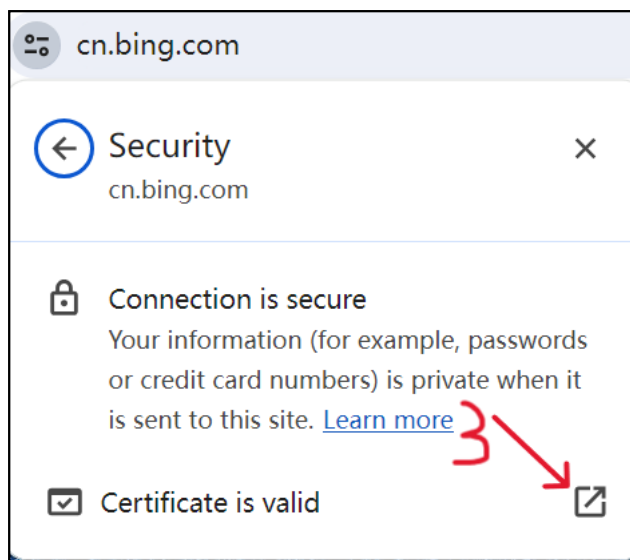 cn.bing.com
Security
cn.bing.com
Connection is secure
Your information (for example, passwords
or credit card numbers) is private when it
is sent to this site. Learn more
3
Certificate is valid